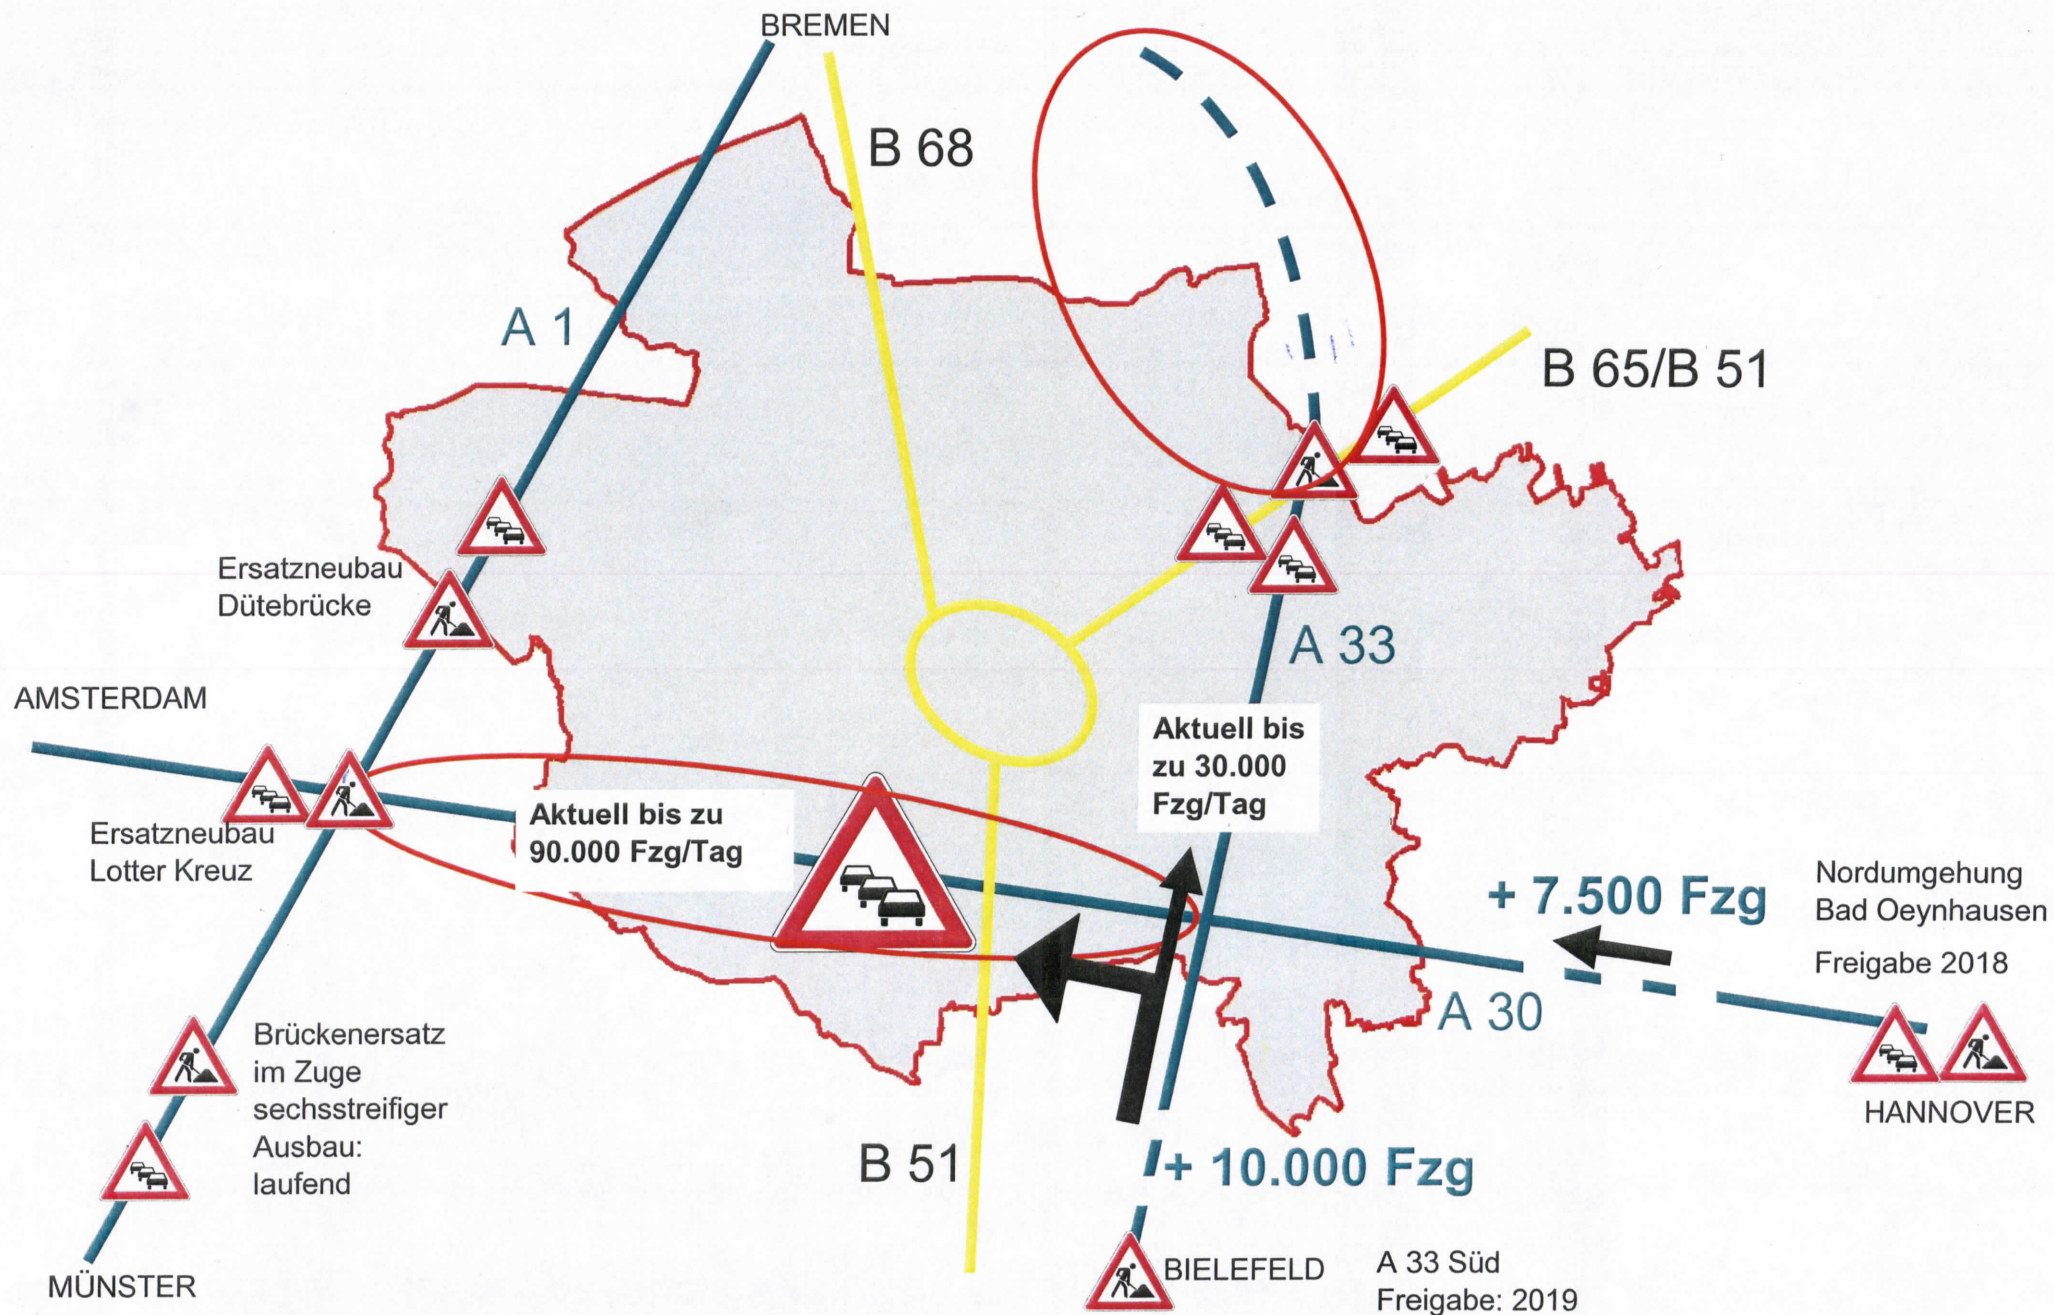 BREMEN
B 68
A 1
B 65/B 51
Ersatzneubau
Dütebrücke
A 33
AMSTERDAM
Aktuell bis
zu 30.000
Fzg/Tag
Aktuell bis zu
90.000 Fzg/Tag
Ersatzneubau
Lotter Kreuz
+ 7.500 Fzg
Nordumgehung
Bad Oeynhausen
Freigabe 2018
A 30
Brückenersatz
im Zuge
sechsstreifiger
Ausbau:
laufend
HANNOVER
B 51
+ 10.000 Fzg
MÜNSTER
BIELEFELD
A 33 Süd
Freigabe: 2019